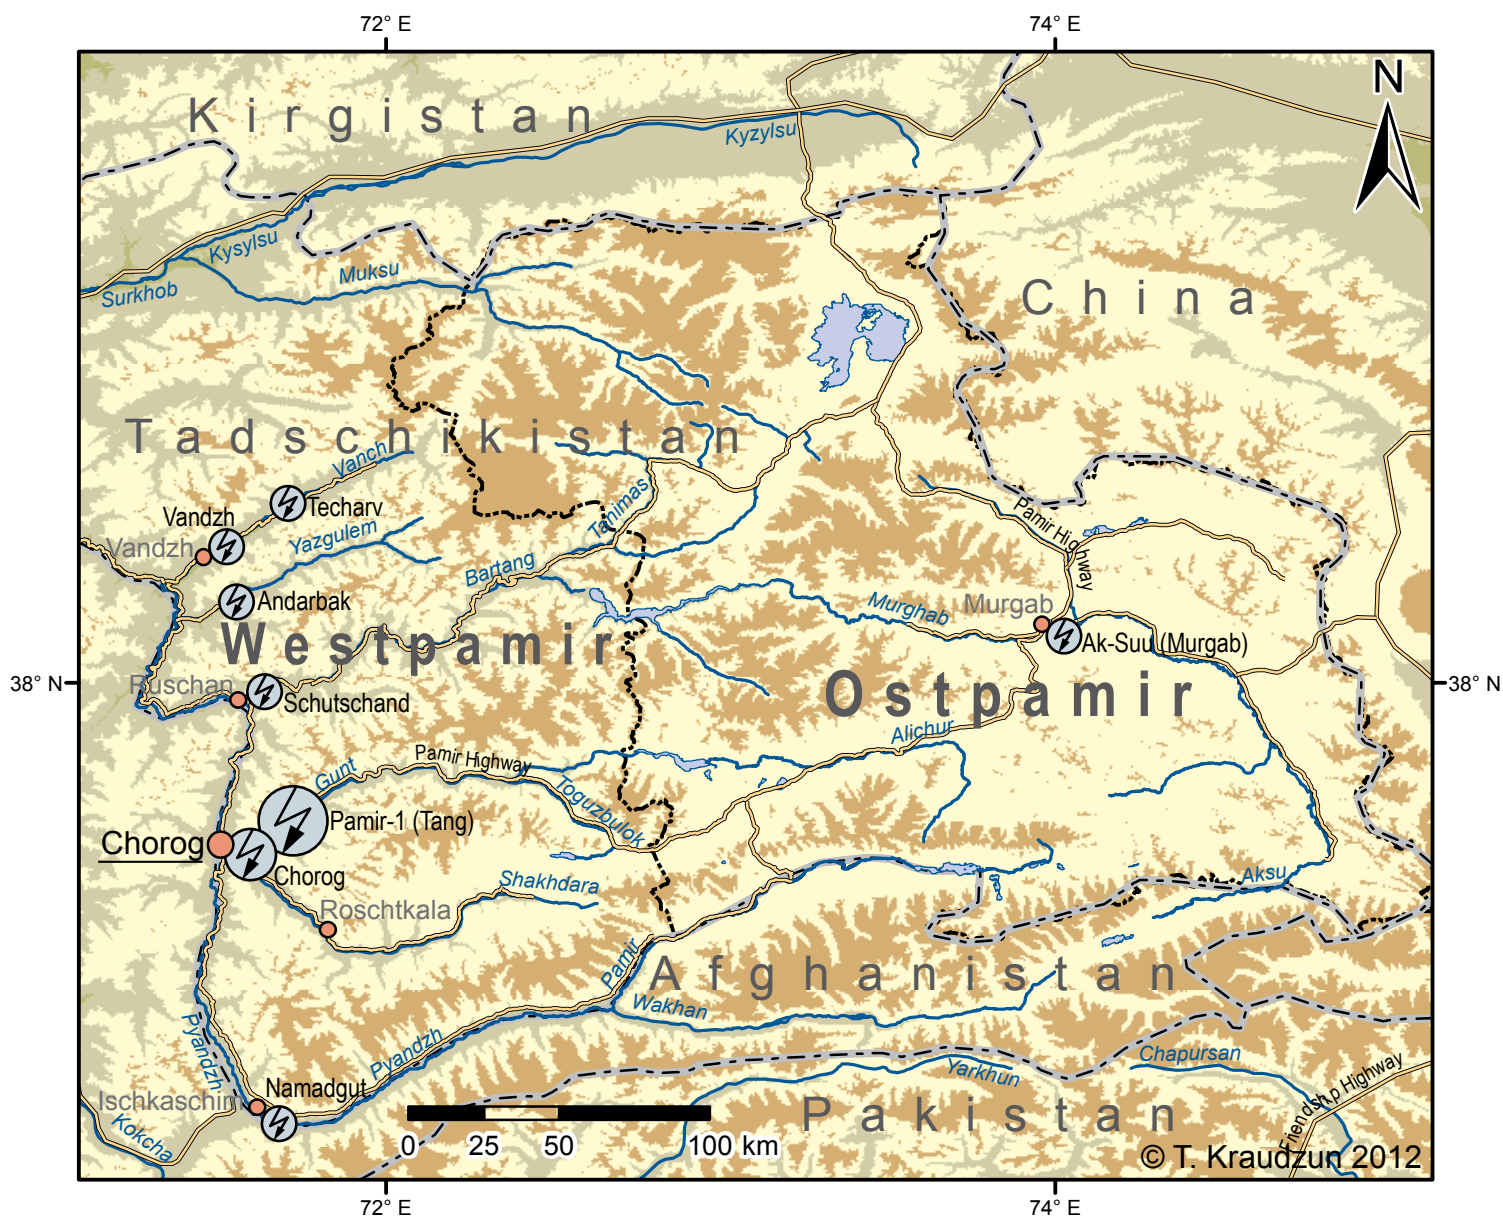 72° E
74° E
N
Kirgistan
Kyzylsu
Kysylsu
Muksu
Surkhob
China
Tadschikistan
Vanch
Techarv
Vandzh
Vandzh
Yazgulem
Tanimas
Pamir Highway
Bartang
Andarbak
Murghab
Murgab
Ak-Suu (Murgab)
Westpamir
38° N
38° N
Ruschan
Schutschand
Ostpamir
Alichur
Pamir Highway
Gunt
Toguzbulok
Pamir-1 (Tang)
Chorog
Chorog
Shakhdara
Aksu
Roschtkala
Pamir
Afghanistan
Wakhan
Pyandzh
Pyandzh
Chapursan
Yarkhun
Friendship Highway
Namadgut
Ischkaschim
Kokcha
Pakistan
0 25 50 100 km
© T. Kraudzun 2012
72° E
74° E